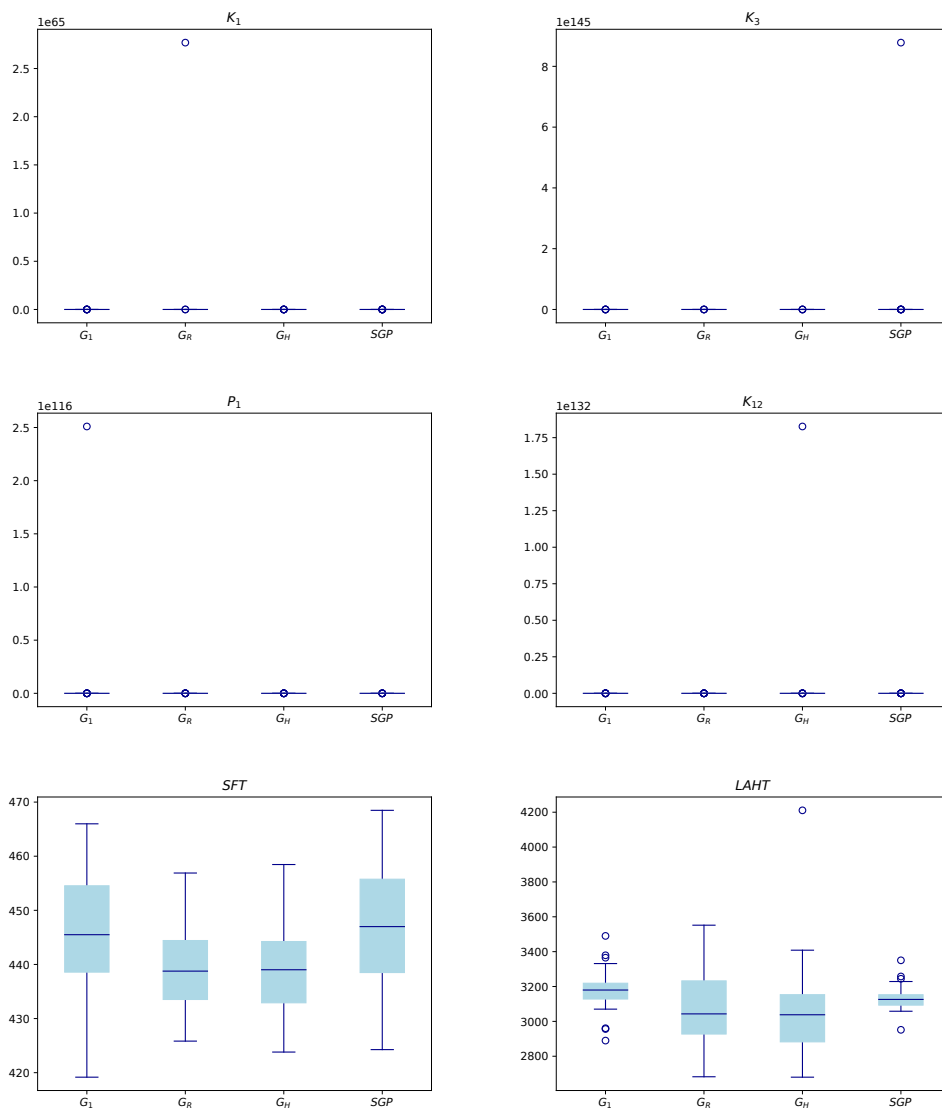 K1
1e65
2.5
2.0
1.5
1.0
0.5
0.0
G1 GR GH SGP
K3
1e145
8
6
4
2
0
G1 GR GH SGP
P1
1e116
2.5
2.0
1.5
1.0
0.5
0.0
G1 GR GH SGP
K12
1e132
1.75
1.50
1.25
1.00
0.75
0.50
0.25
0.00
G1 GR GH SGP
SFT
470
460
450
440
430
420
G1 GR GH SGP
LAHT
4200
4000
3800
3600
3400
3200
3000
2800
G1 GR GH SGP